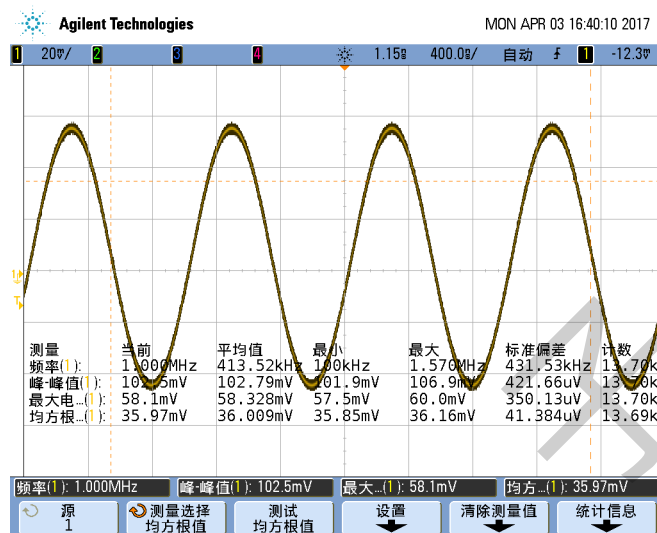 Agilent Technologies MON APR 03 16:40:10 2017
1 20㎷/ 2 3 4 1.15s 400.0s/ 自动 1 -12.3㎷
测量 当前 平均值 最小 最大 标准偏差 计数
频率(1): 1.000MHz 413.52kHz 100kHz 1.570MHz 431.53kHz 13.70k
峰-峰值(1): 102.5mV 102.79mV 101.9mV 106.9mV 421.66uV 13.70k
最大电…(1): 58.1mV 58.328mV 57.5mV 60.0mV 350.13uV 13.70k
均方根…(1): 35.97mV 36.009mV 35.85mV 36.16mV 41.384uV 13.69k
频率(1): 1.000MHz 峰-峰值(1): 102.5mV 最大…(1): 58.1mV 均方…(1): 35.97mV
源 测量选择 测试 设置 清除测量值 统计信息
1 均方根值 均方根值